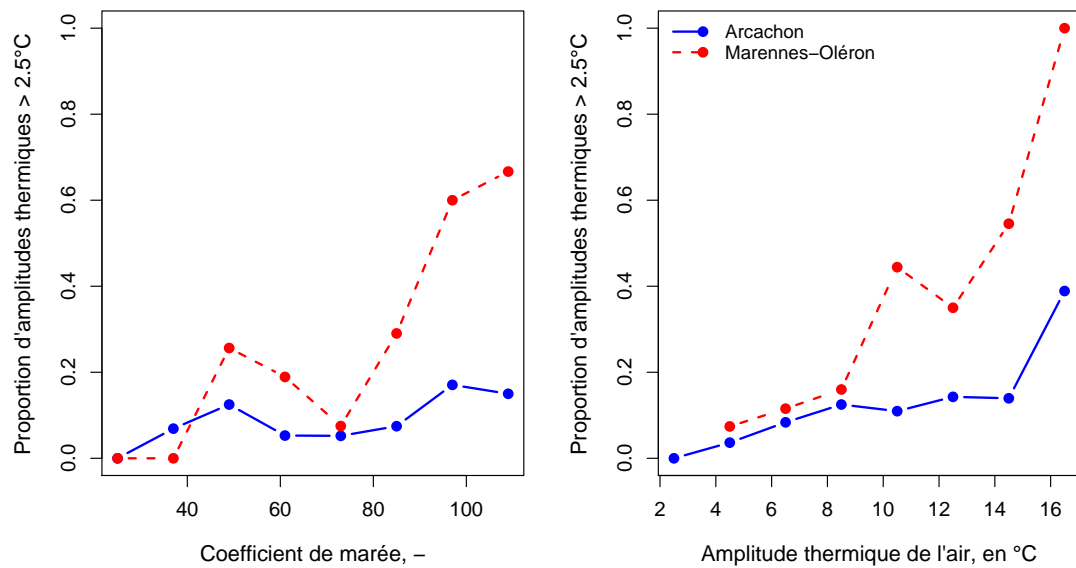 Proportion d'amplitudes thermiques > 2.5°C
1.0
0.8
0.6
0.4
0.2
0.0
40 60 80 100
Coefficient de marée, −
Proportion d'amplitudes thermiques > 2.5°C
1.0
0.8
0.6
0.4
0.2
0.0
Arcachon
Marennes−Oléron
2 4 6 8 10 12 14 16
Amplitude thermique de l'air, en °C